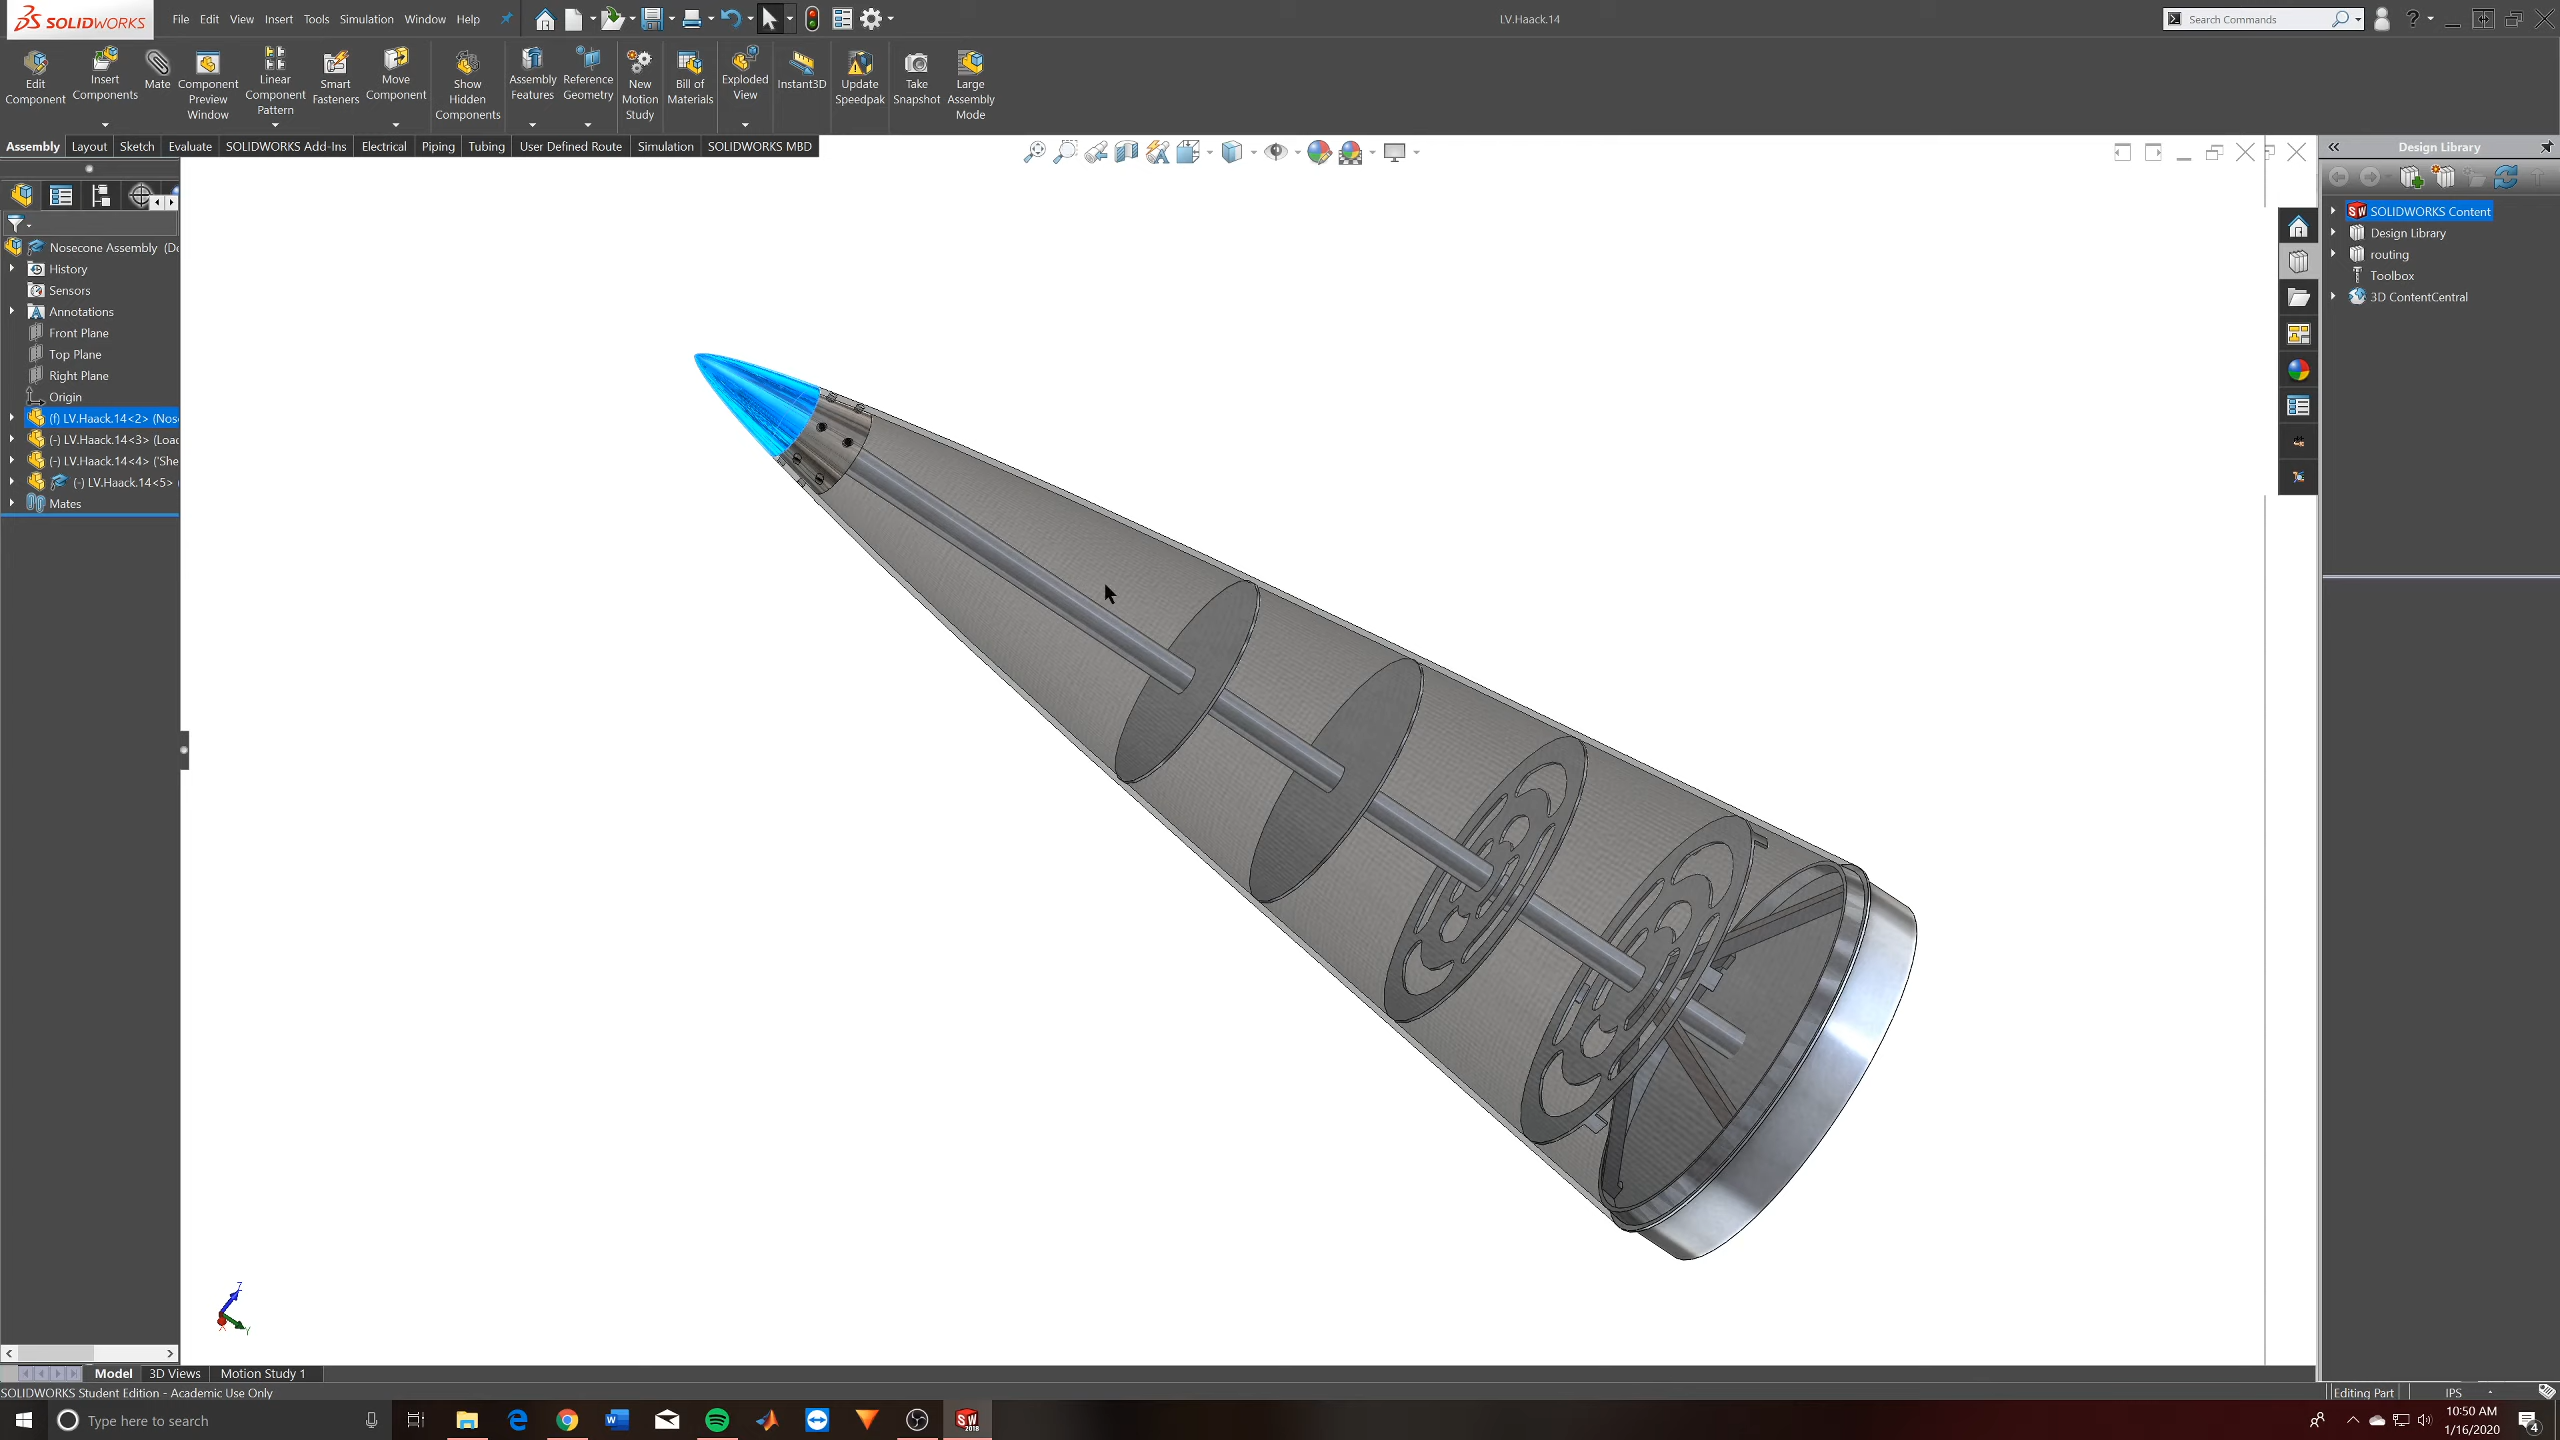 SOLIDWORKS File Edit View Insert Tools Simulation Window Help LV.Haack.14 Search Commands
Edit Component
Insert Components
Mate
Component Preview Window
Linear Component Pattern
Smart Fasteners
Move Component
Show Hidden Components
Assembly Features
Reference Geometry
New Motion Study
Bill of Materials
Exploded View
Instant3D
Update Speedpak
Take Snapshot
Large Assembly Mode
Assembly Layout Sketch Evaluate SOLIDWORKS Add-Ins Electrical Piping Tubing User Defined Route Simulation SOLIDWORKS MBD
Nosecone Assembly (De
History
Sensors
Annotations
Front Plane
Top Plane
Right Plane
Origin
(f) LV.Haack.14<2> (Nos
(-) LV.Haack.14<3> (Load
(-) LV.Haack.14<4> ('She
(-) LV.Haack.14<5> (
Mates
Design Library
SOLIDWORKS Content
Design Library
routing
Toolbox
3D ContentCentral
Z
Y
X
Model 3D Views Motion Study 1
SOLIDWORKS Student Edition - Academic Use Only
Editing Part IPS
Type here to search
10:50 AM
1/16/2020
4